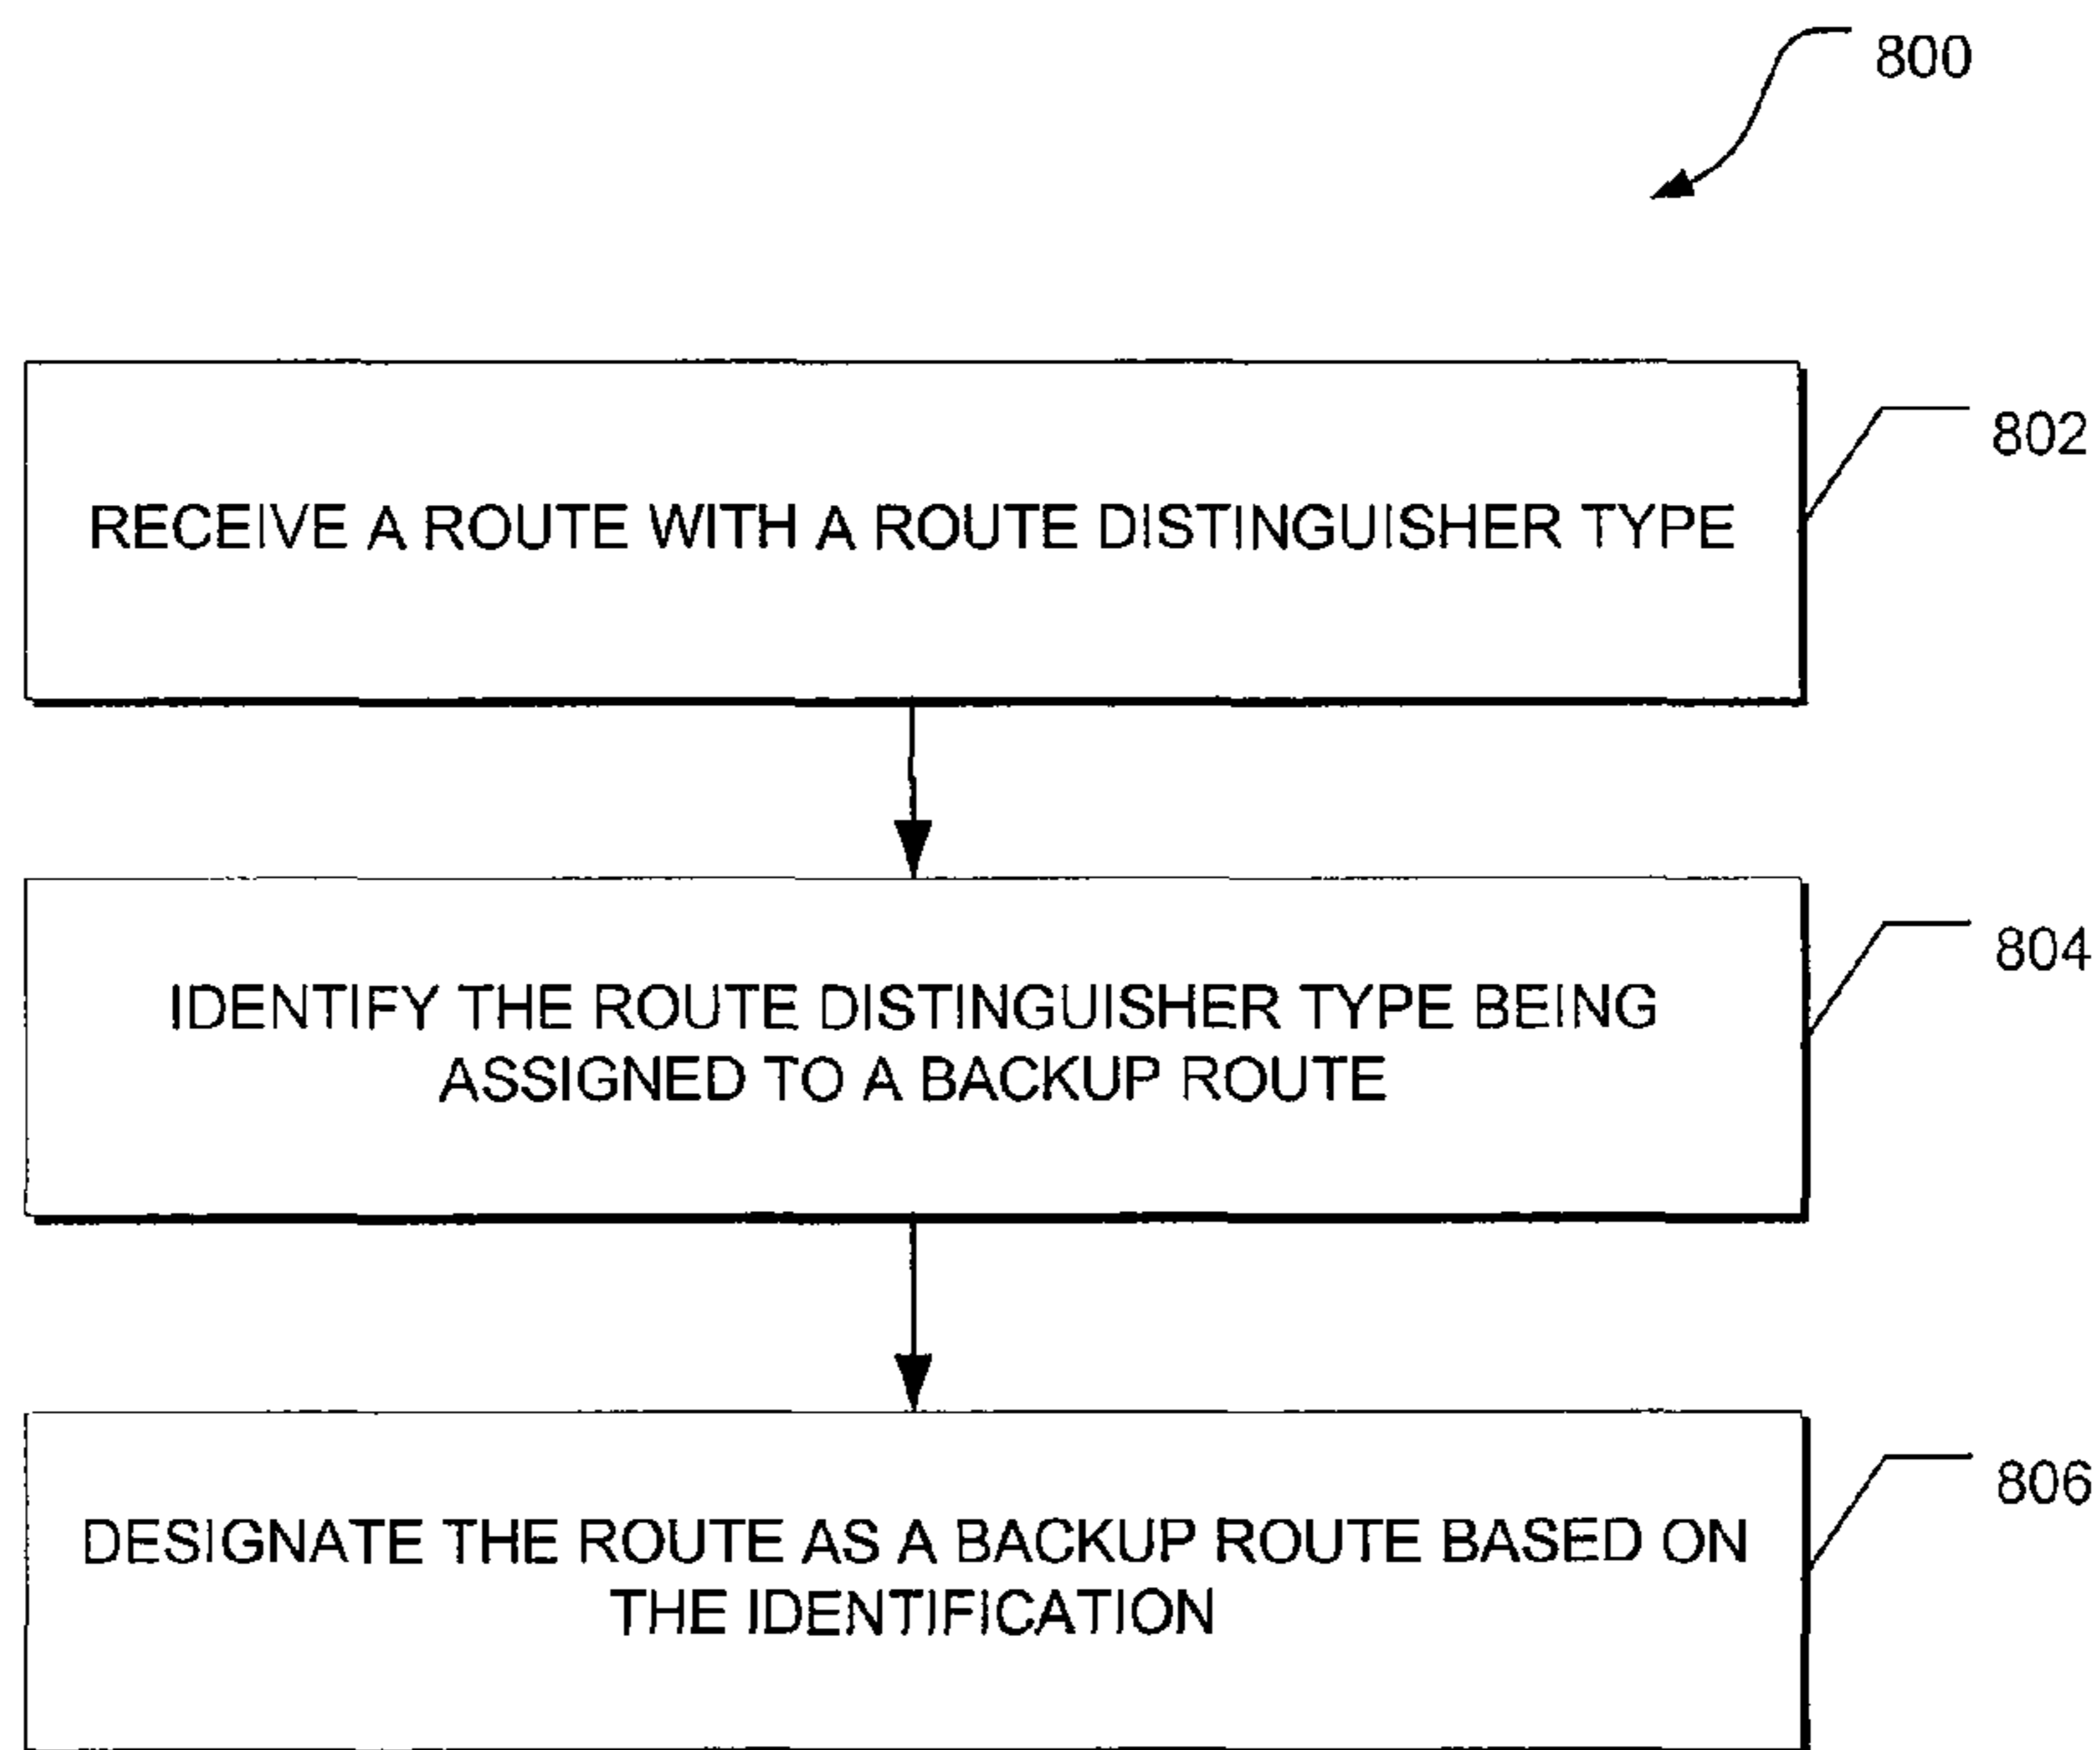 800
802
RECEIVE A ROUTE WITH A ROUTE DISTINGUISHER TYPE
804
IDENTIFY THE ROUTE DISTINGUISHER TYPE BEING
ASSIGNED TO A BACKUP ROUTE
806
DESIGNATE THE ROUTE AS A BACKUP ROUTE BASED ON
THE IDENTIFICATION